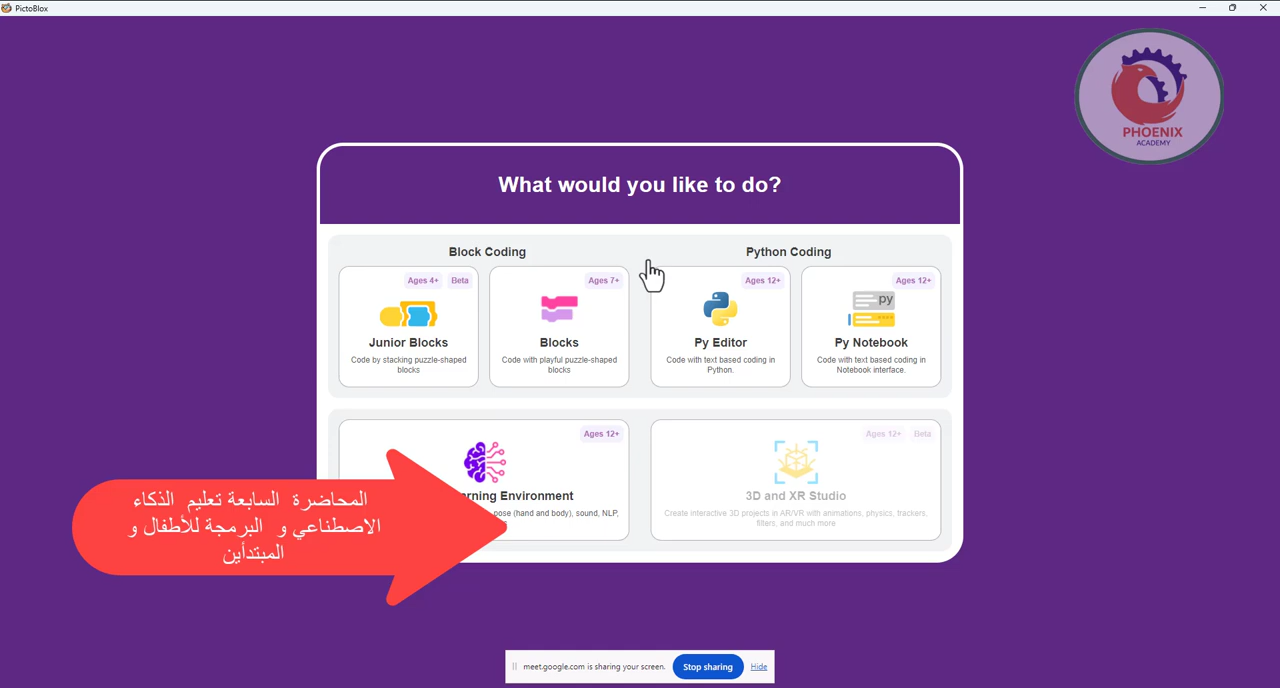 PictoBlox
PHOENIX
ACADEMY
What would you like to do?
Block Coding
Python Coding
Ages 4+ Beta
Junior Blocks
Code by stacking puzzle-shaped
blocks
Ages 7+
Blocks
Code with playful puzzle-shaped
blocks
Ages 12+
Py Editor
Code with text based coding in
Python.
Ages 12+
py
Py Notebook
Code with text based coding in
Notebook interface.
Ages 12+
rning Environment
pose (hand and body), sound, NLP,
Ages 12+ Beta
3D and XR Studio
Create interactive 3D projects in AR/VR with animations, physics, trackers,
filters, and much more
المحاضرة السابعة تعليم الذكاء
الاصطناعي و البرمجة للأطفال و
المبتدأين
meet.google.com is sharing your screen.
Stop sharing
Hide